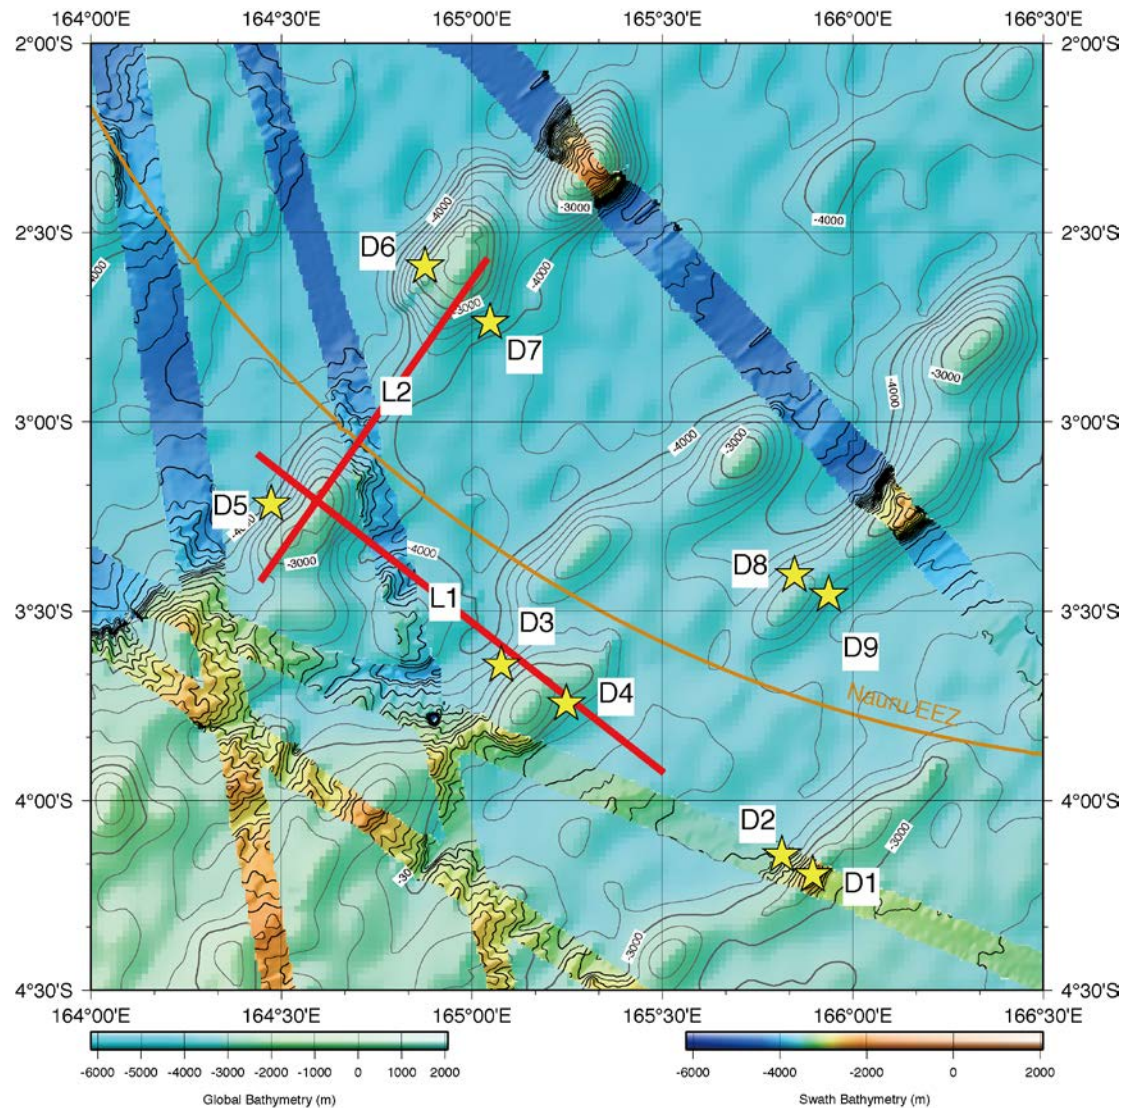 164°00'E 164°30'E 165°00'E 165°30'E 166°00'E 166°30'E
2°00'S 2°00'S
-4000
-3000
-4000
2°30'S 2°30'S
D6
-4000
-3000
D7
-3000
L2
-4000
3°00'S 3°00'S
-4000
-3000
D5
-3000
-4000
D8
L1
3°30'S 3°30'S
D3
D9
D4
Nauru EEZ
4°00'S 4°00'S
D2
-3000
D1
-30
-3000
4°30'S 4°30'S
164°00'E 164°30'E 165°00'E 165°30'E 166°00'E 166°30'E
-6000 -5000 -4000 -3000 -2000 -1000 0 1000 2000
Global Bathymetry (m)
-6000 -4000 -2000 0 2000
Swath Bathymetry (m)